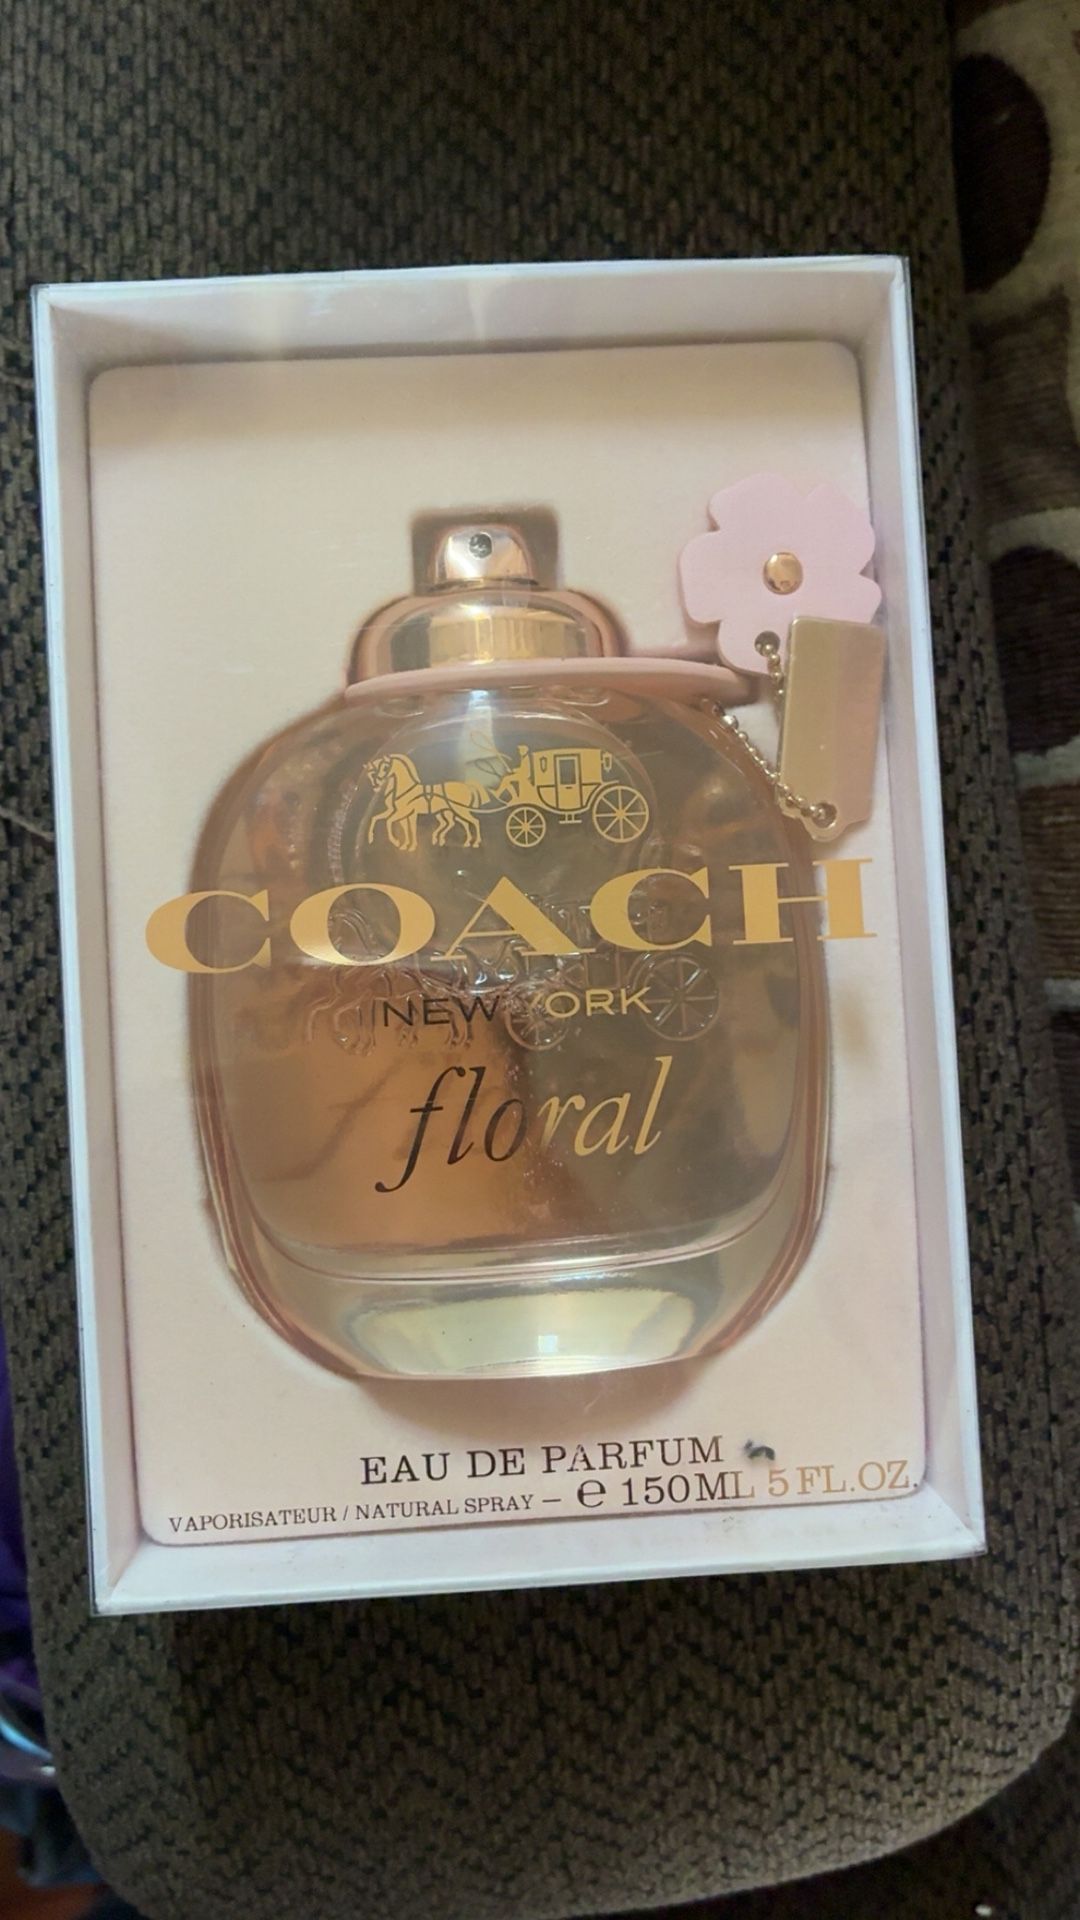 COACH
NEW YORK
floral
EAU DE PARFUM
VAPORISATEUR / NATURAL SPRAY – ℮ 150ML 5 FL.OZ.